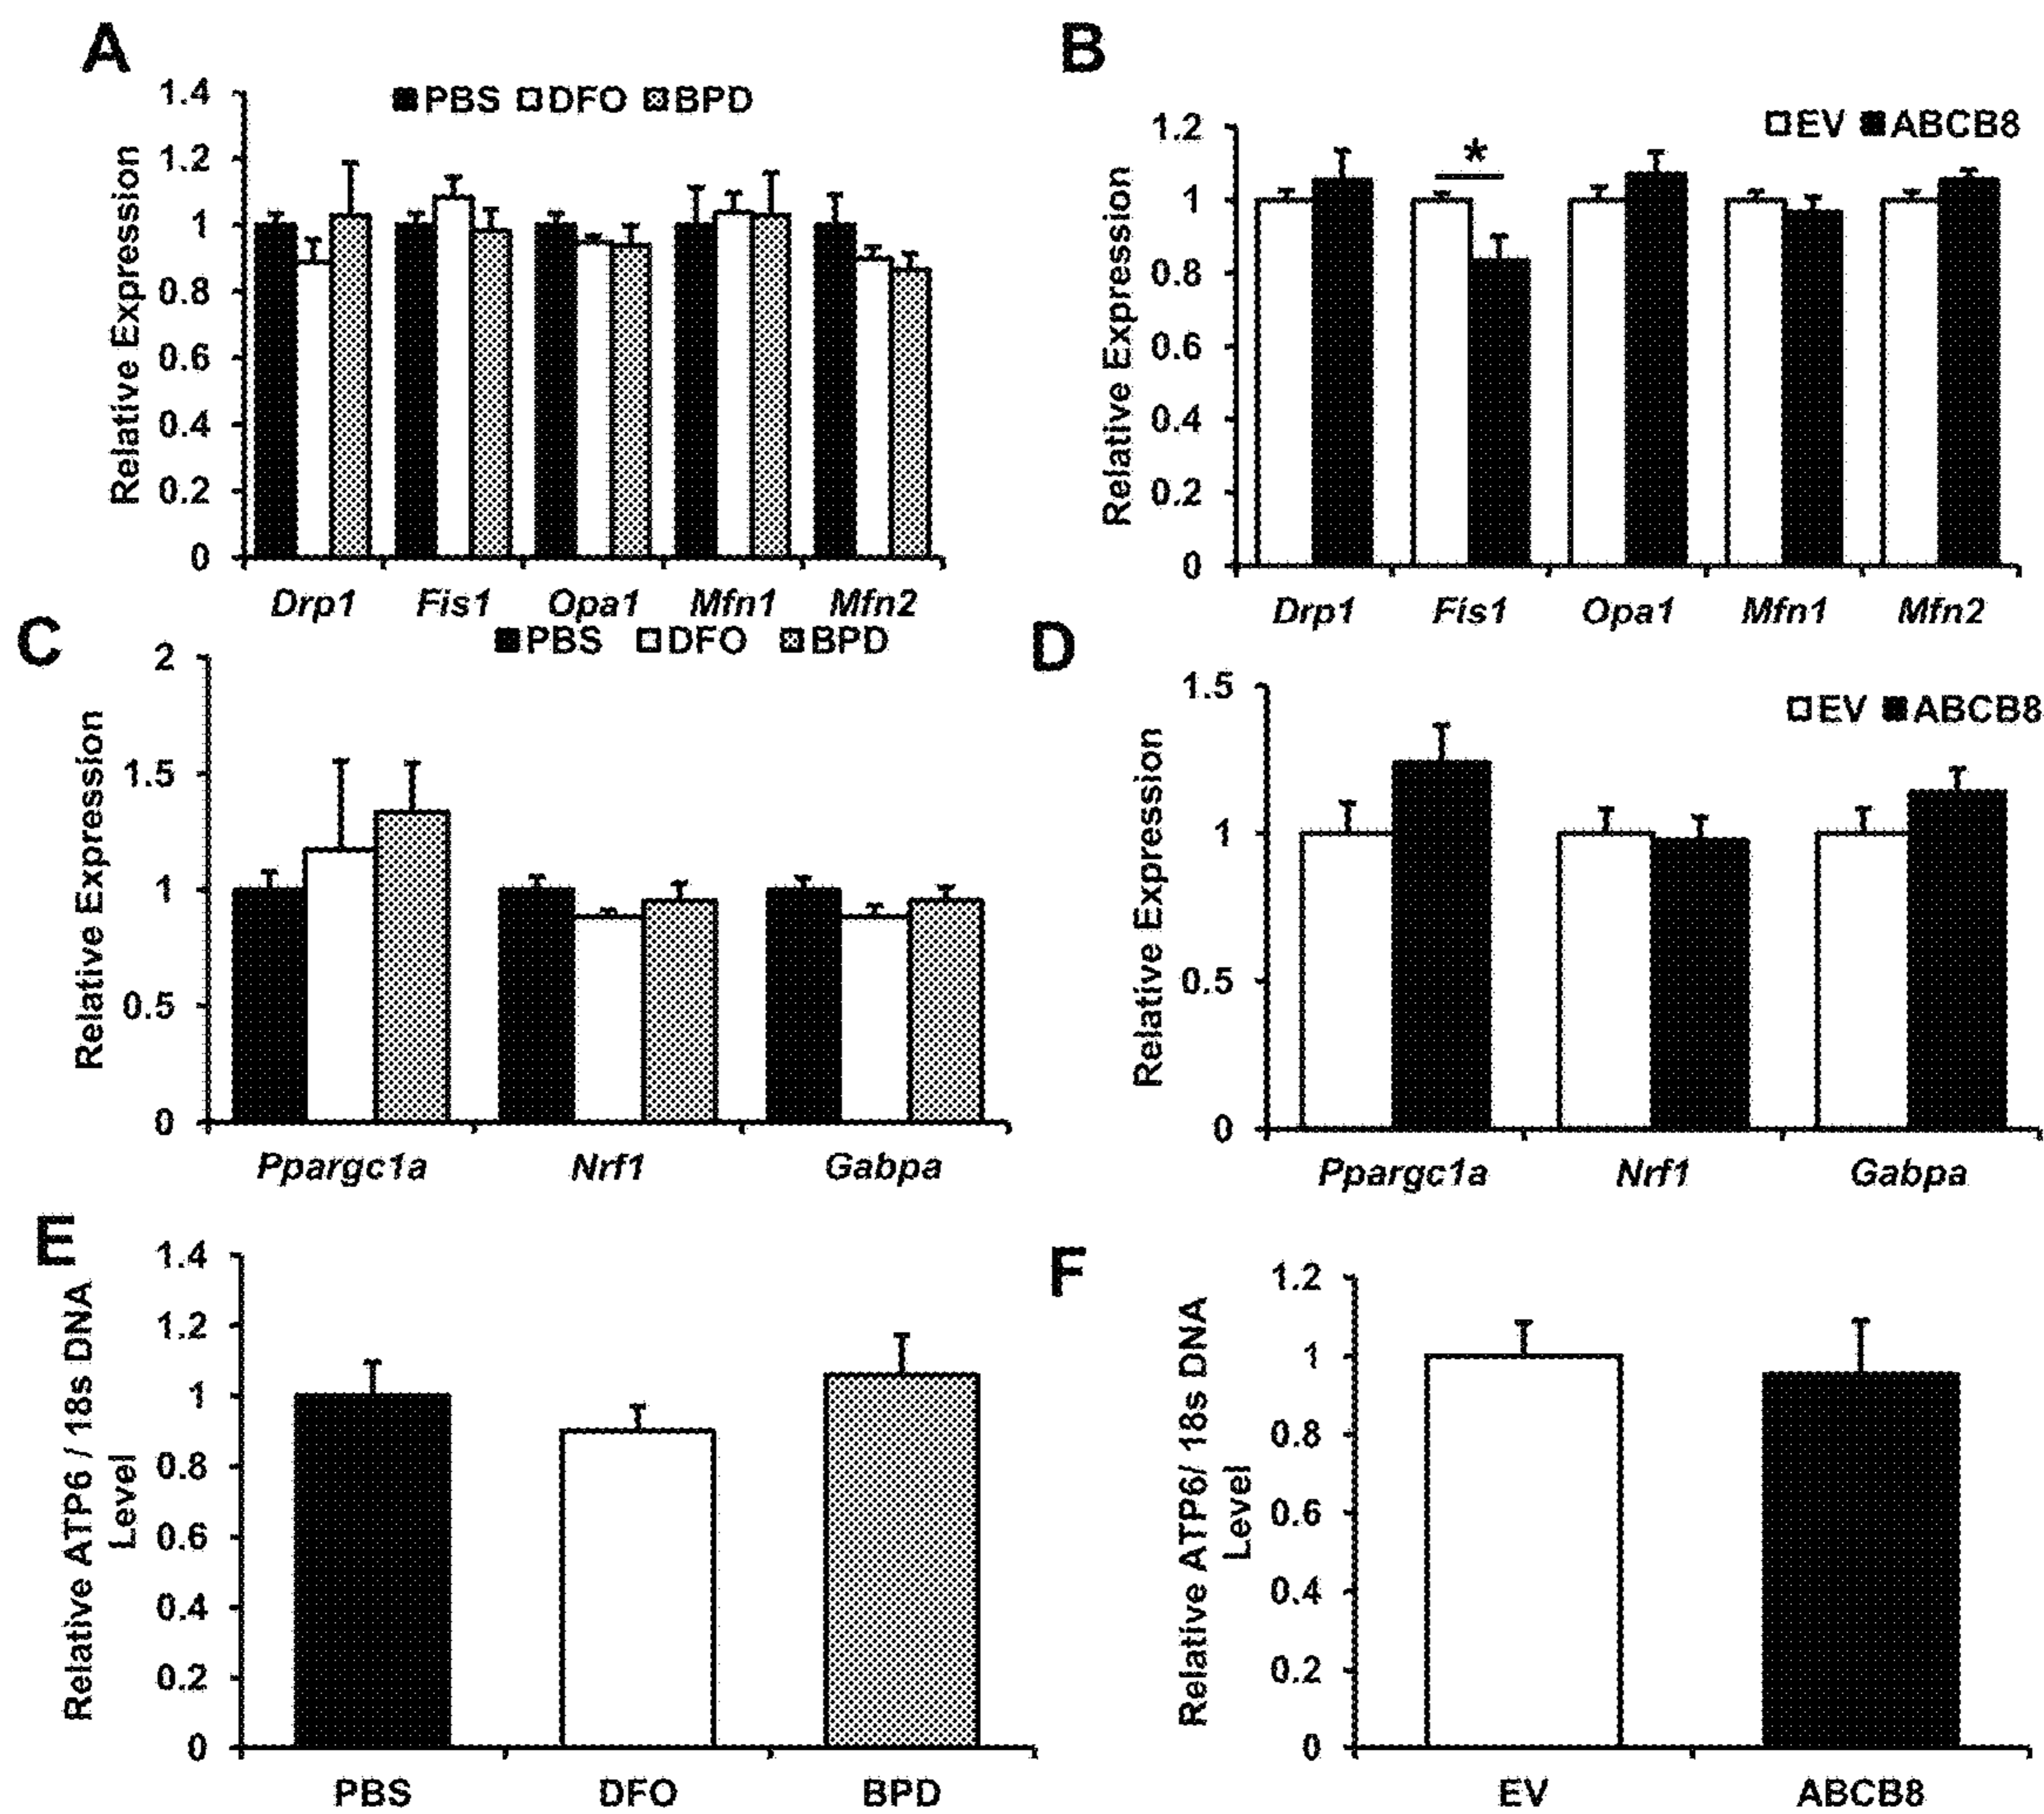 A
PBS DFO BPD
Relative Expression
1.4
1.2
1
0.8
0.6
0.4
0.2
0
Drp1 Fis1 Opa1 Mfn1 Mfn2
B
EV ABCB8
Relative Expression
1.2
1
0.8
0.6
0.4
0.2
0
*
Drp1 Fis1 Opa1 Mfn1 Mfn2
C
PBS DFO BPD
Relative Expression
2
1.5
1
0.5
0
Ppargc1a Nrf1 Gabpa
D
EV ABCB8
Relative Expression
1.5
1
0.5
0
Ppargc1a Nrf1 Gabpa
E
Relative ATP6 / 18s DNA
Level
1.4
1.2
1
0.8
0.6
0.4
0.2
0
PBS DFO BPD
F
Relative ATP6/ 18s DNA
Level
1.2
1
0.8
0.6
0.4
0.2
0
EV ABCB8